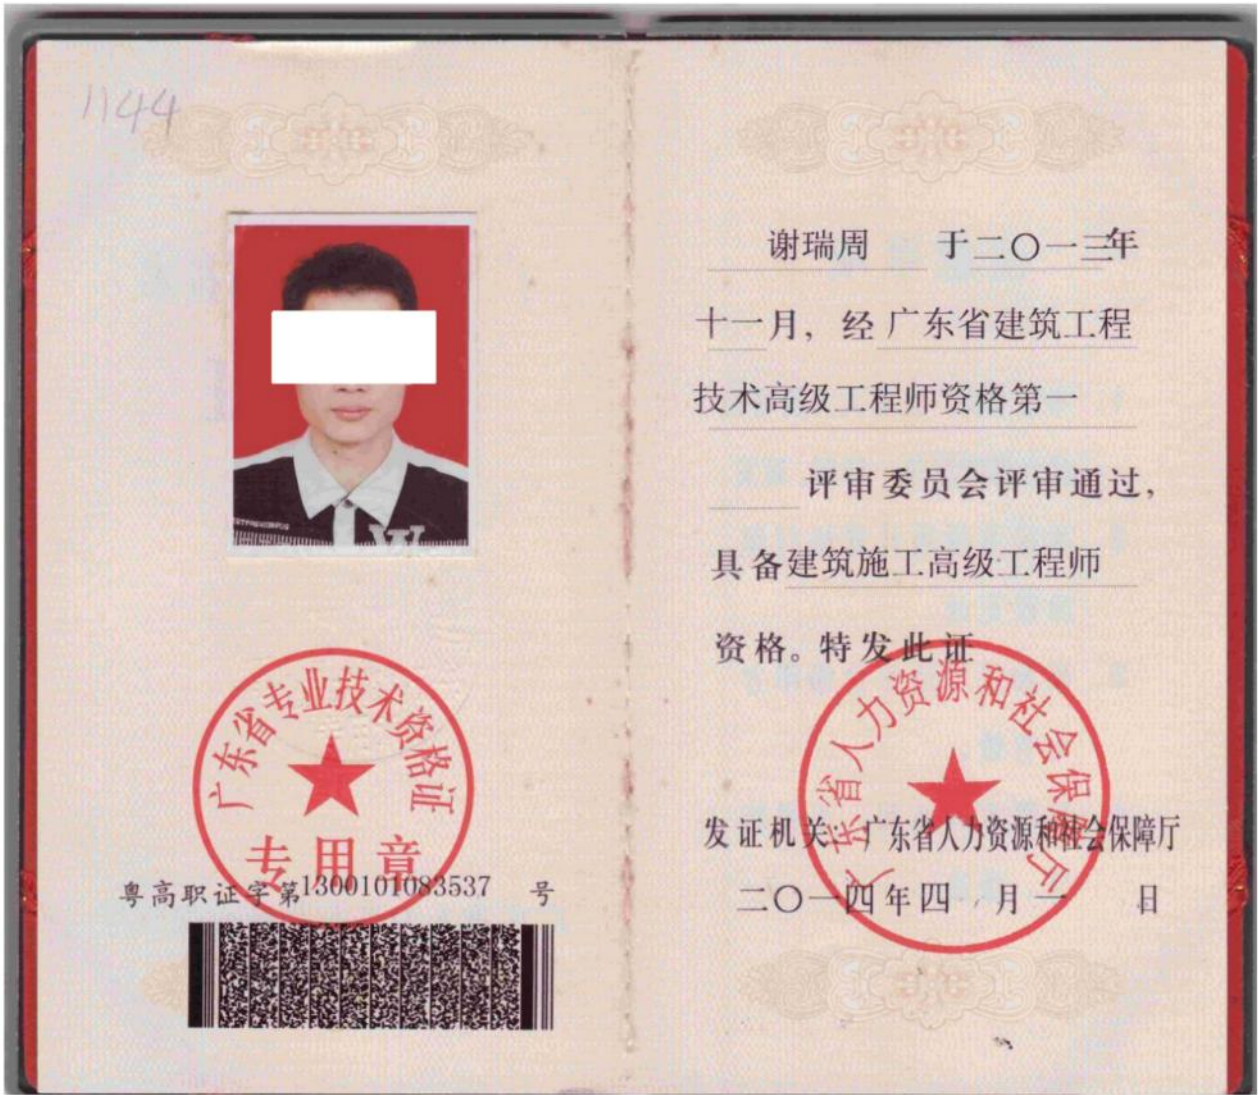 1144
广东省专业技术资格证
专用章
粤高职证字第1300101083537 号
谢瑞周 于二〇一三年
十一月，经广东省建筑工程
技术高级工程师资格第一
评审委员会评审通过，
具备建筑施工高级工程师
资格。特发此证
广东省人力资源和社会保障厅
发证机关：广东省人力资源和社会保障厅
二〇一四年四 月一 日